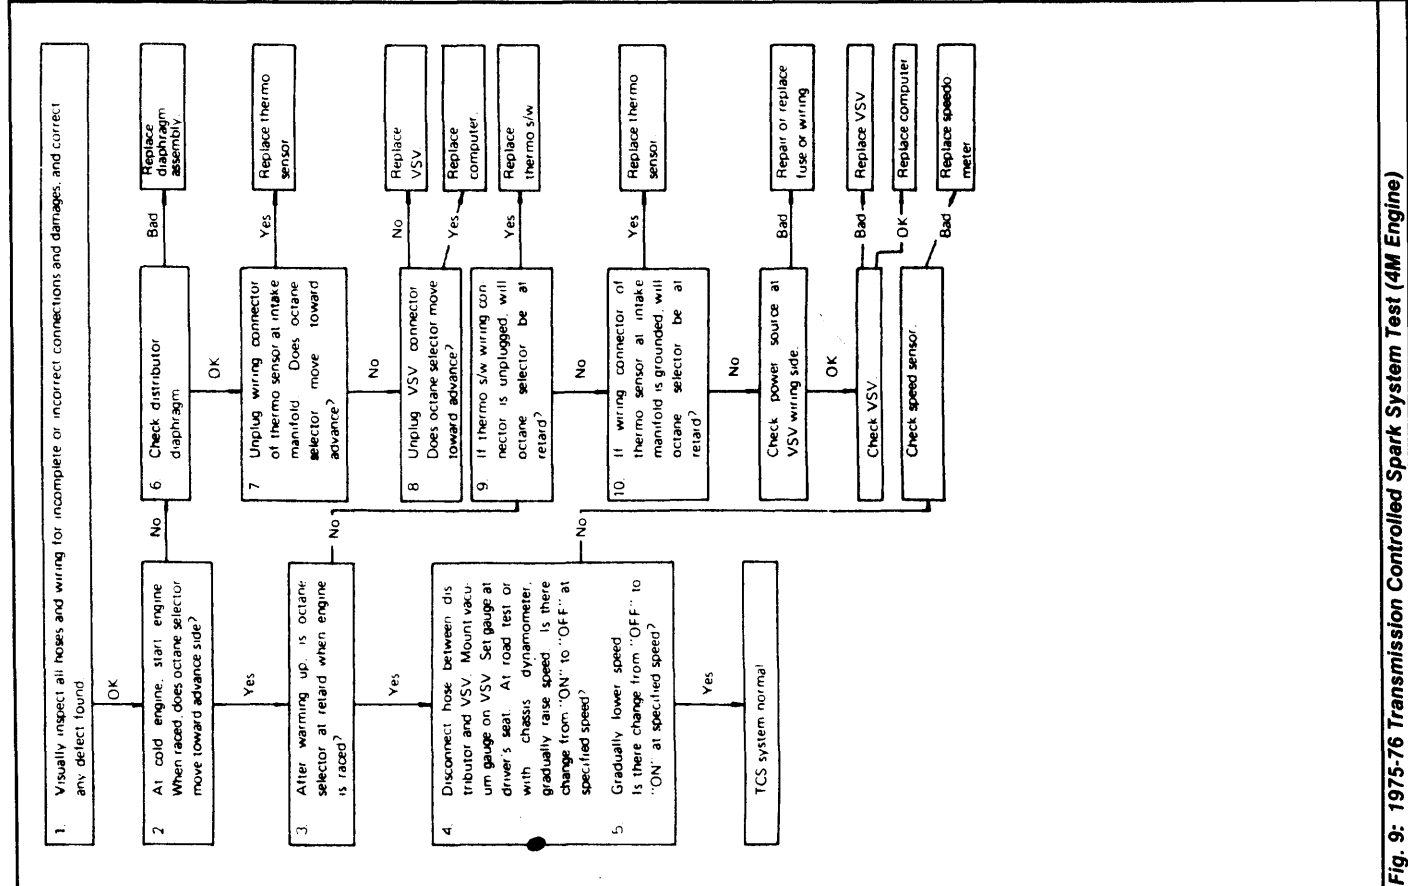 1. Visually inspect all hoses and wiring for incomplete or incorrect connections and damages, and correct
any defect found
OK
2 At cold engine, start engine
When raced, does octane selector
move toward advance side?
No
6 Check distributor
diaphragm
Bad
Replace
diaphragm
assembly.
OK
7 Unplug wiring connector
of thermo sensor at intake
manifold Does octane
selector move toward
advance?
Yes
Replace thermo
sensor
No
8 Unplug VSV connector
Does octane selector move
toward advance?
No
Replace
VSV
Yes
Replace
computer.
Yes
3. After warming up, is octane
selector at retard when engine
is raced?
No
9. If thermo s/w wiring con-
nector is unplugged, will
octane selector be at
retard?
Yes
Replace
thermo s/w
No
10. If wiring connector of
thermo sensor at intake
manifold is grounded, will
octane selector be at
retard?
Yes
Replace thermo
sensor
No
Check power source at
VSV wiring side.
Bad
Repair or replace
fuse or wiring
OK
Check VSV.
Bad
Replace VSV
OK
Replace computer
Yes
4. Disconnect hose between dis
tributor and VSV. Mount vacu-
um gauge on VSV Set gauge at
driver's seat. At road test or
with chassis dynamometer,
gradually raise speed. Is there
change from "ON" to "OFF" at
specified speed?
5. Gradually lower speed
Is there change from "OFF" to
"ON" at specified speed?
No
Check speed sensor.
Bad
Replace speedo-
meter
Yes
TCS system normal
Fig. 9: 1975-76 Transmission Controlled Spark System Test (4M Engine)